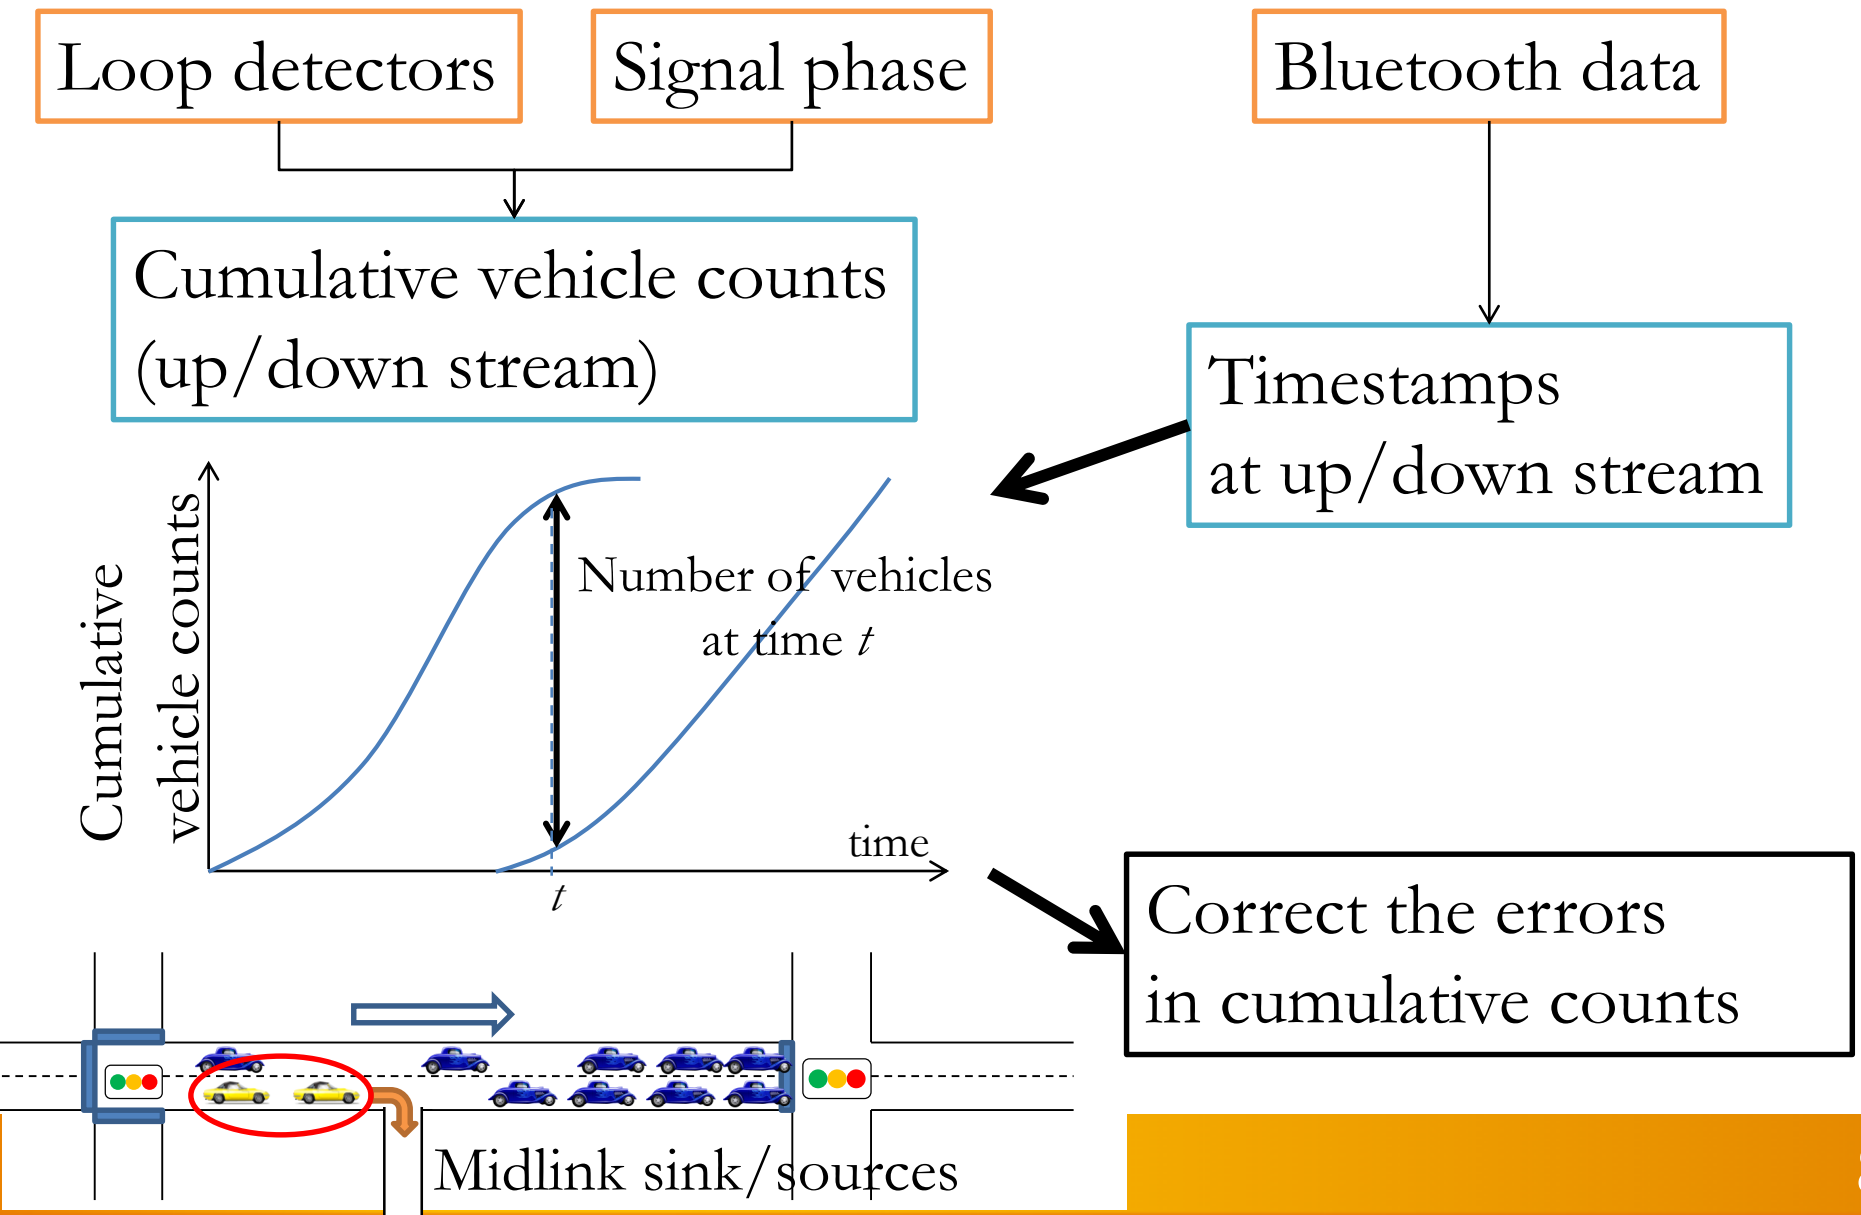 Loop detectors
Signal phase
Bluetooth data
Cumulative vehicle counts
(up/down stream)
Timestamps
at up/down stream
Cumulative
vehicle counts
Number of vehicles
at time t
time
t
Correct the errors
in cumulative counts
Midlink sink/sources